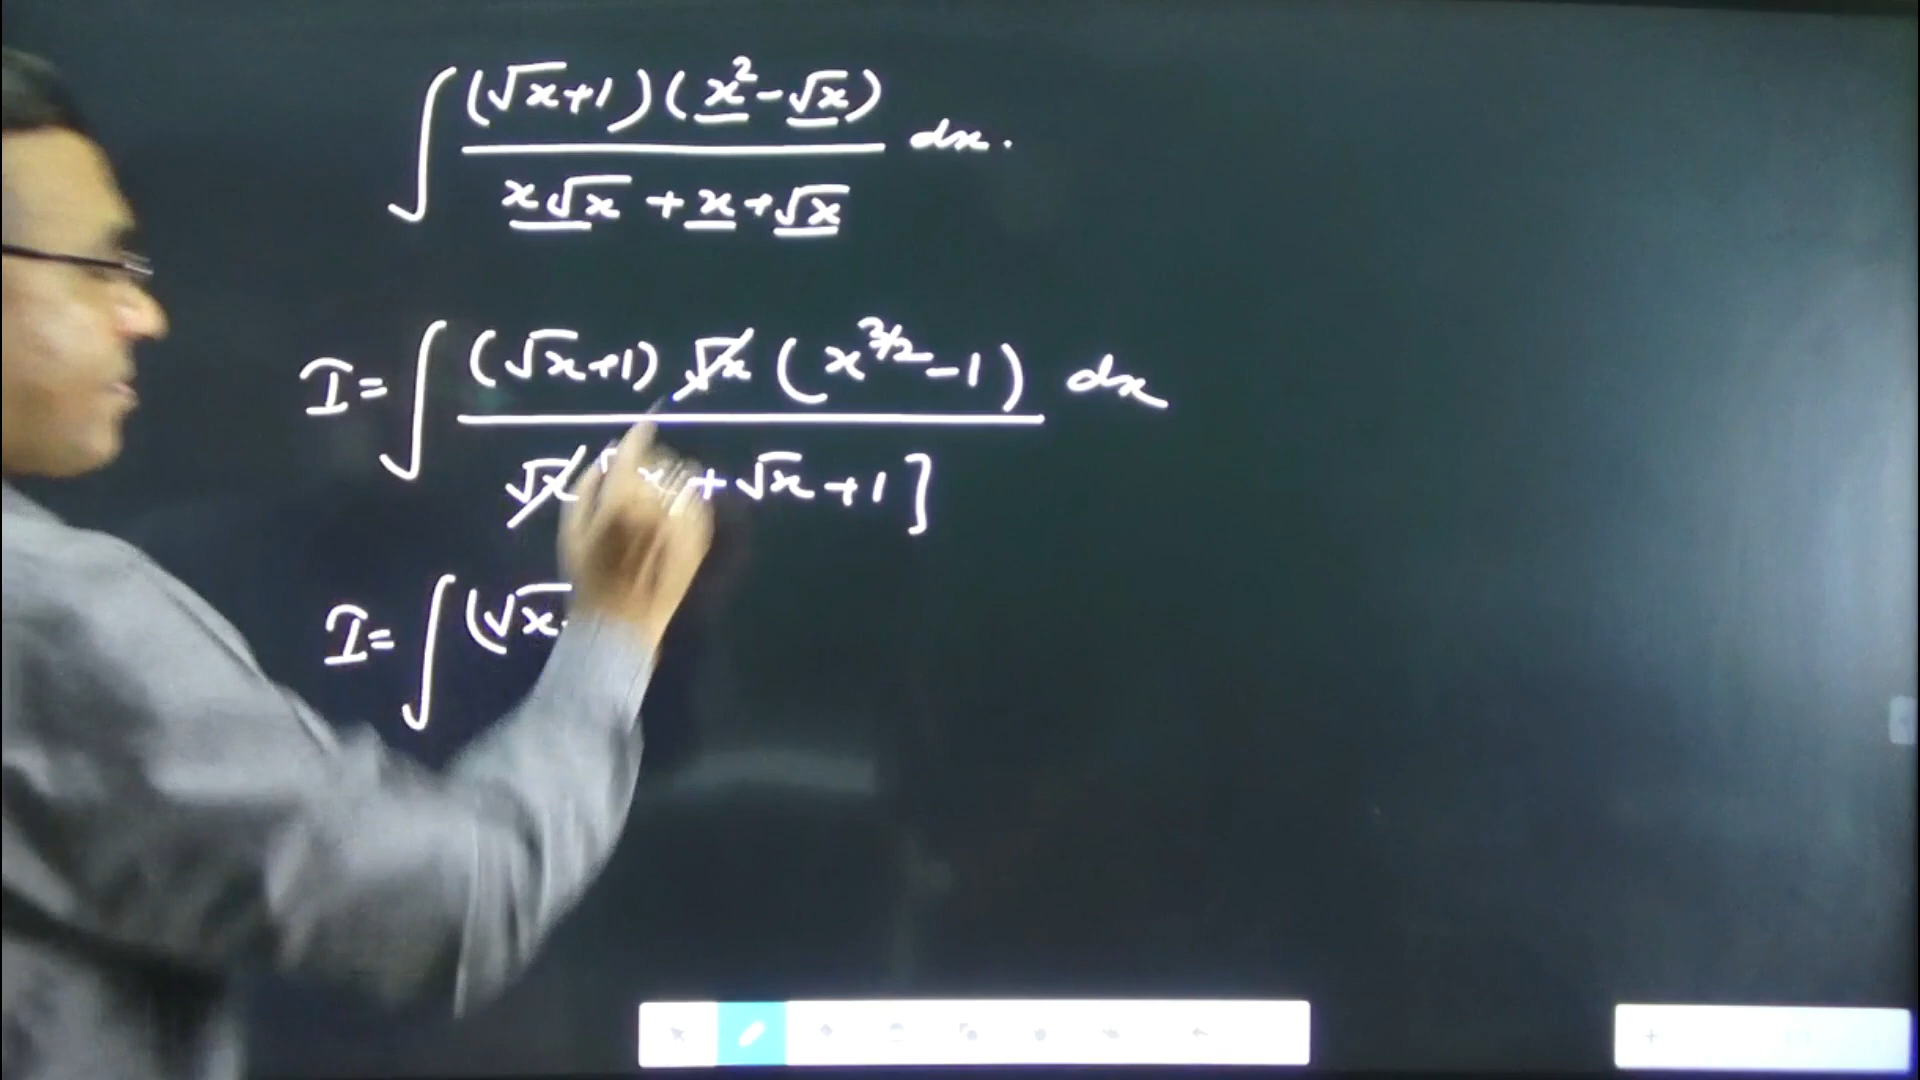 ∫ (√x+1)(x²-√x) / x√x + x + √x dx.
I = ∫ (√x+1) √x (x^3/2 - 1) / √x [x + √x + 1] dx
I = ∫ (√x